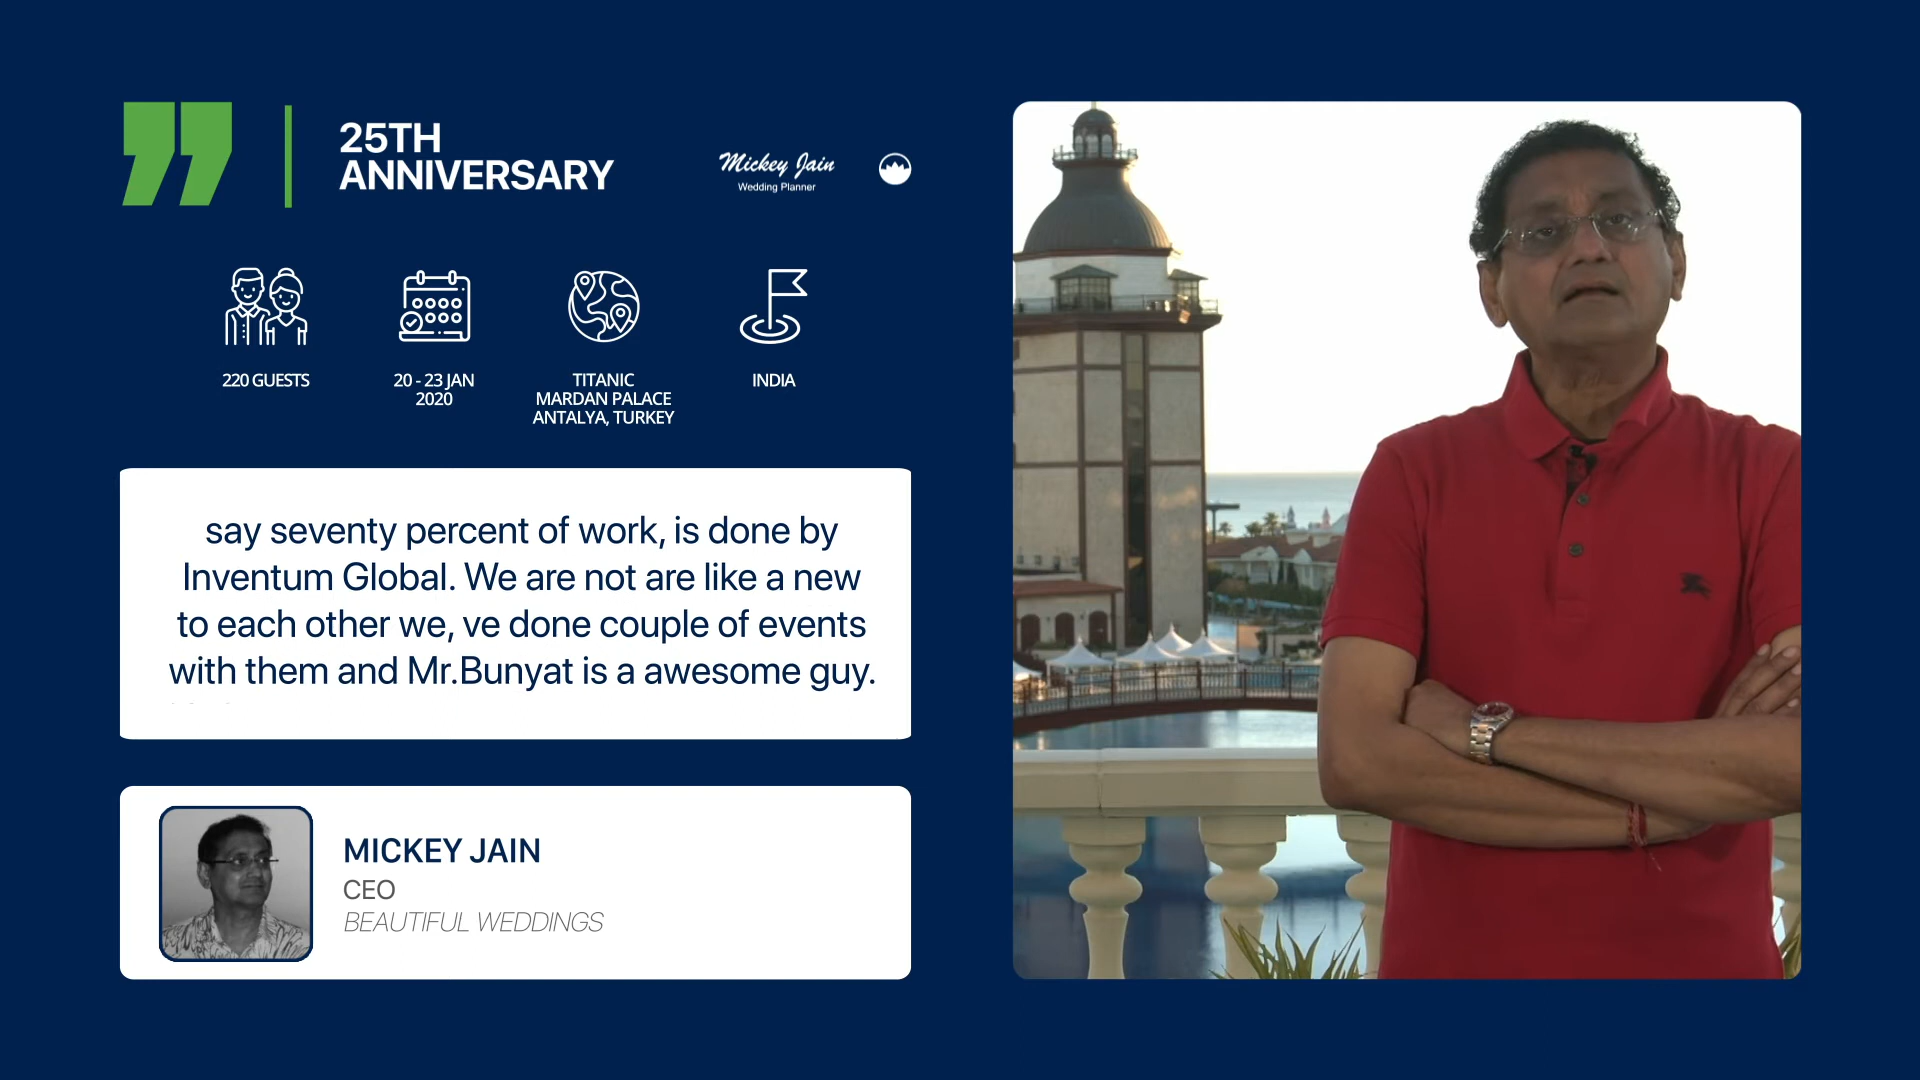 25TH
ANNIVERSARY
Mickey Jain
Wedding Planner
220 GUESTS
20 - 23 JAN
2020
TITANIC
MARDAN PALACE
ANTALYA, TURKEY
INDIA
say seventy percent of work, is done by
Inventum Global. We are not are like a new
to each other we, ve done couple of events
with them and Mr.Bunyat is a awesome guy.
MICKEY JAIN
CEO
BEAUTIFUL WEDDINGS